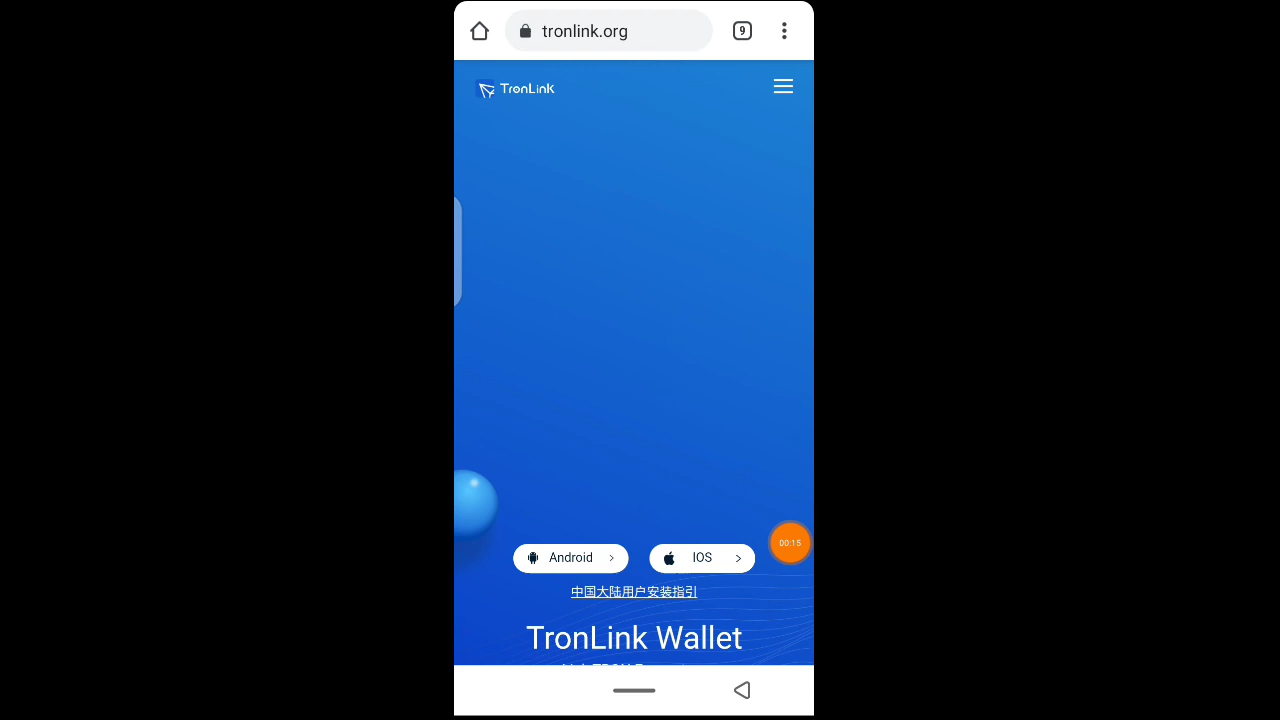 tronlink.org
9
TronLink
Android
IOS
00:15
中国大陆用户安装指引
TronLink Wallet